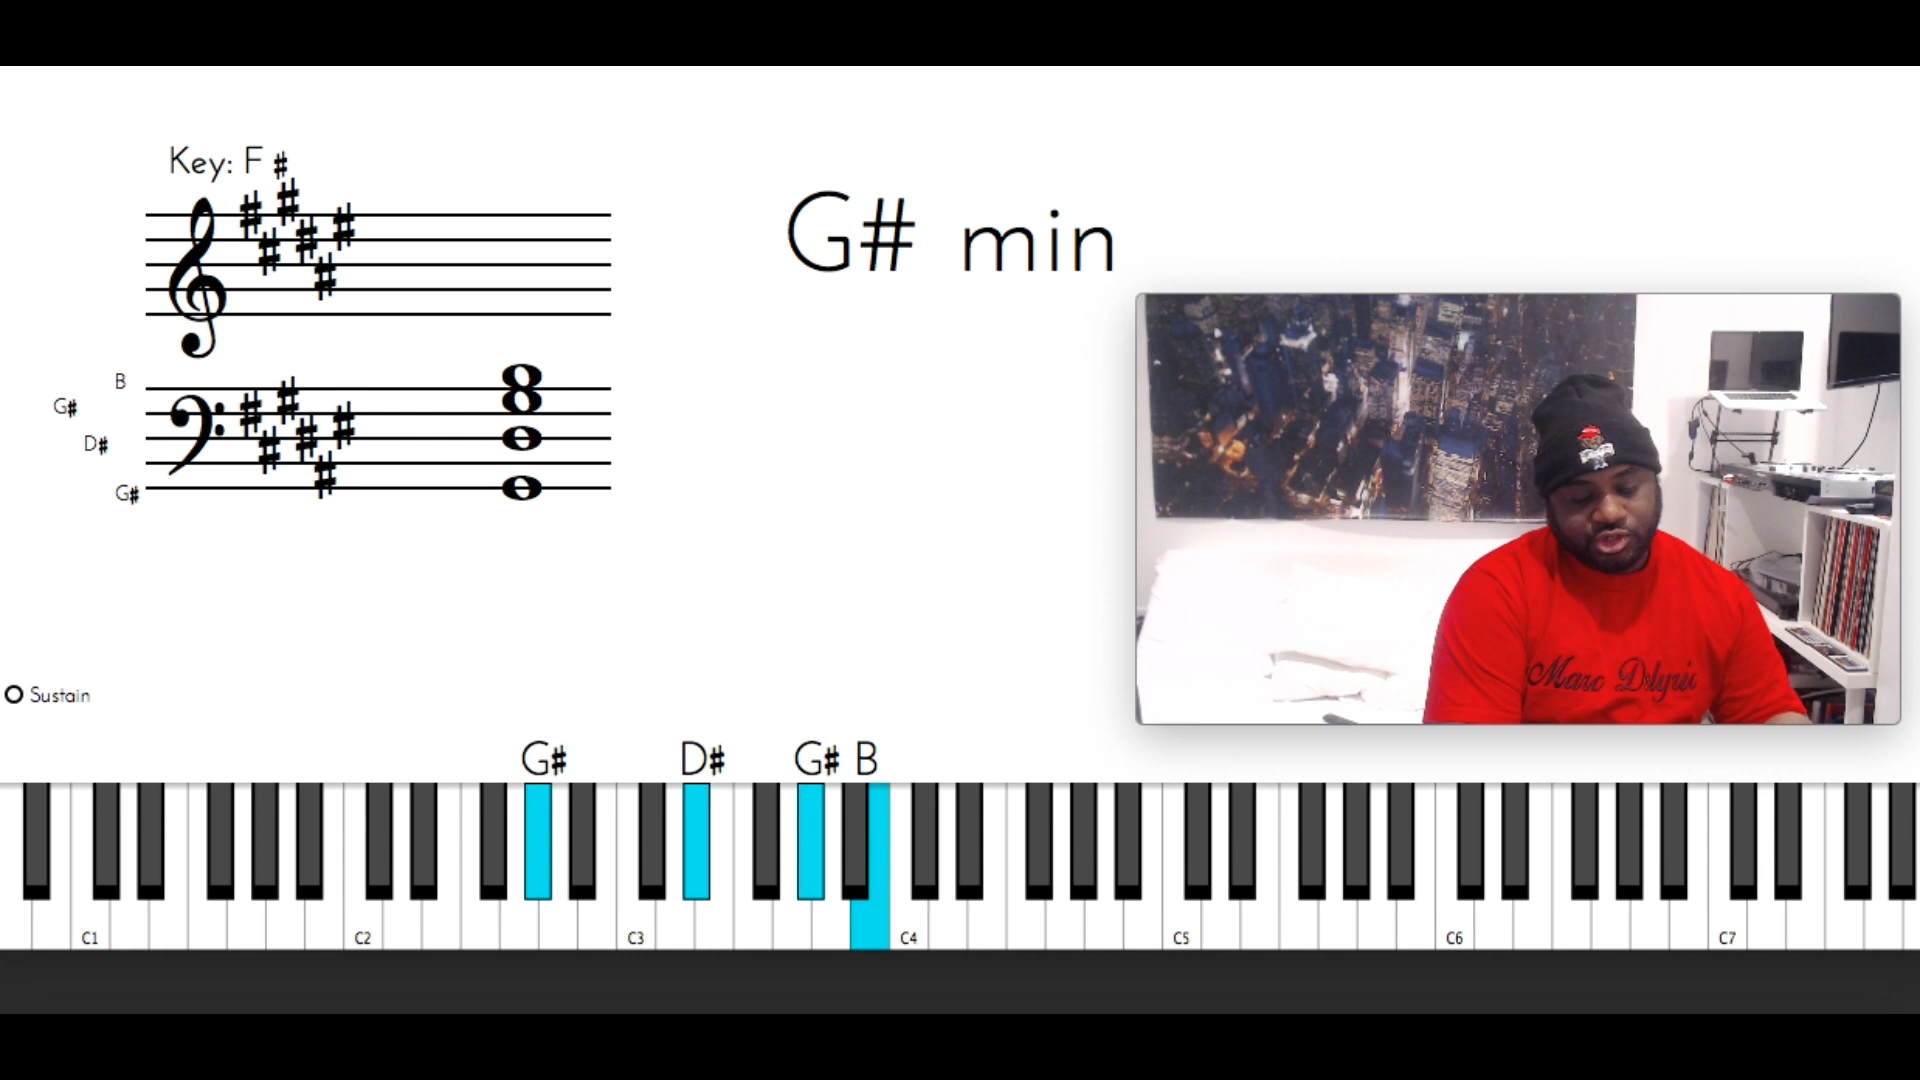 Key: F #
G# min
B
G#
D#
G#
Marc Dlyric
Sustain
G# D# G# B
C1 C2 C3 C4 C5 C6 C7